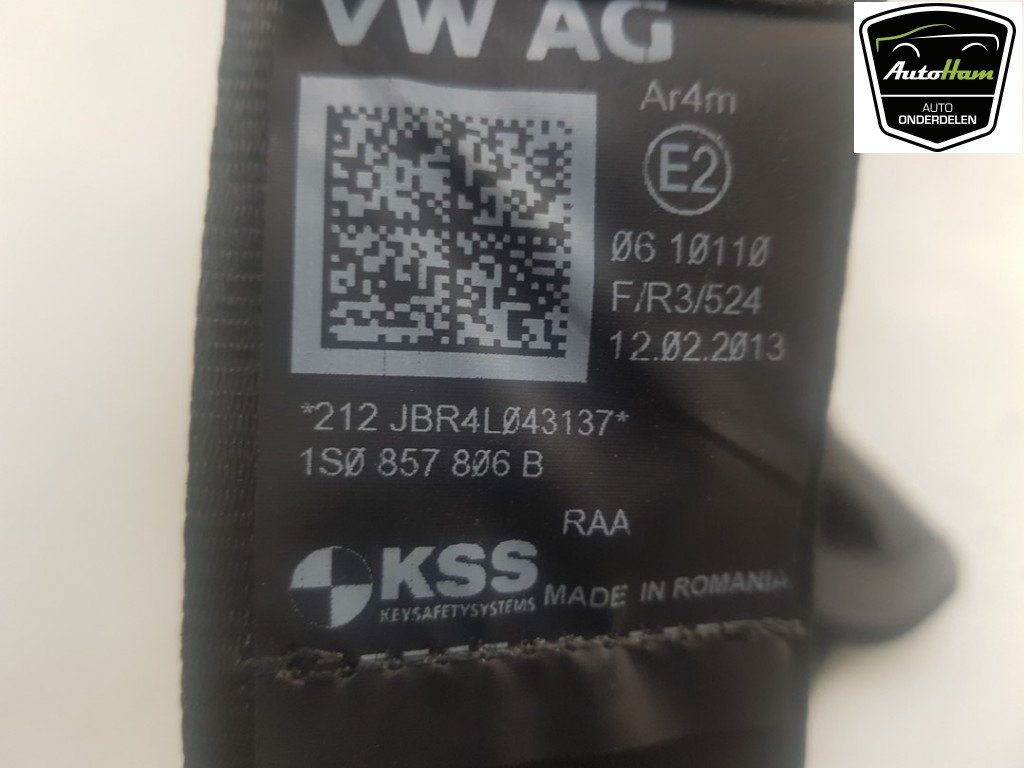 VW AG
Ar4m
E2
Ø6 1Ø11Ø
F/R3/524
12.Ø2.2Ø13
*212 JBR4LØ43137*
1SØ 857 8Ø6 B
RAA
KSS
KEYSAFETYSYSTEMS
MADE IN ROMANIA
AutoHam
AUTO
ONDERDELEN